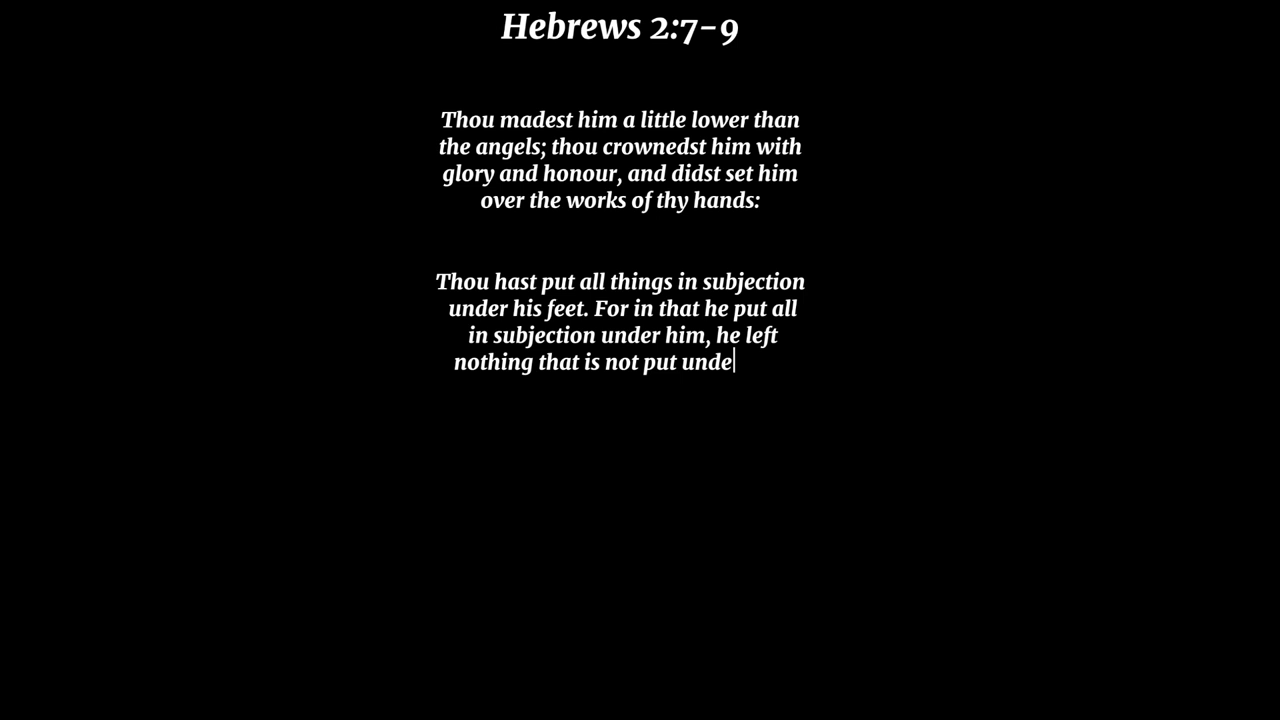 Hebrews 2:7-9
Thou madest him a little lower than
the angels; thou crownedst him with
glory and honour, and didst set him
over the works of thy hands:
Thou hast put all things in subjection
under his feet. For in that he put all
in subjection under him, he left
nothing that is not put unde